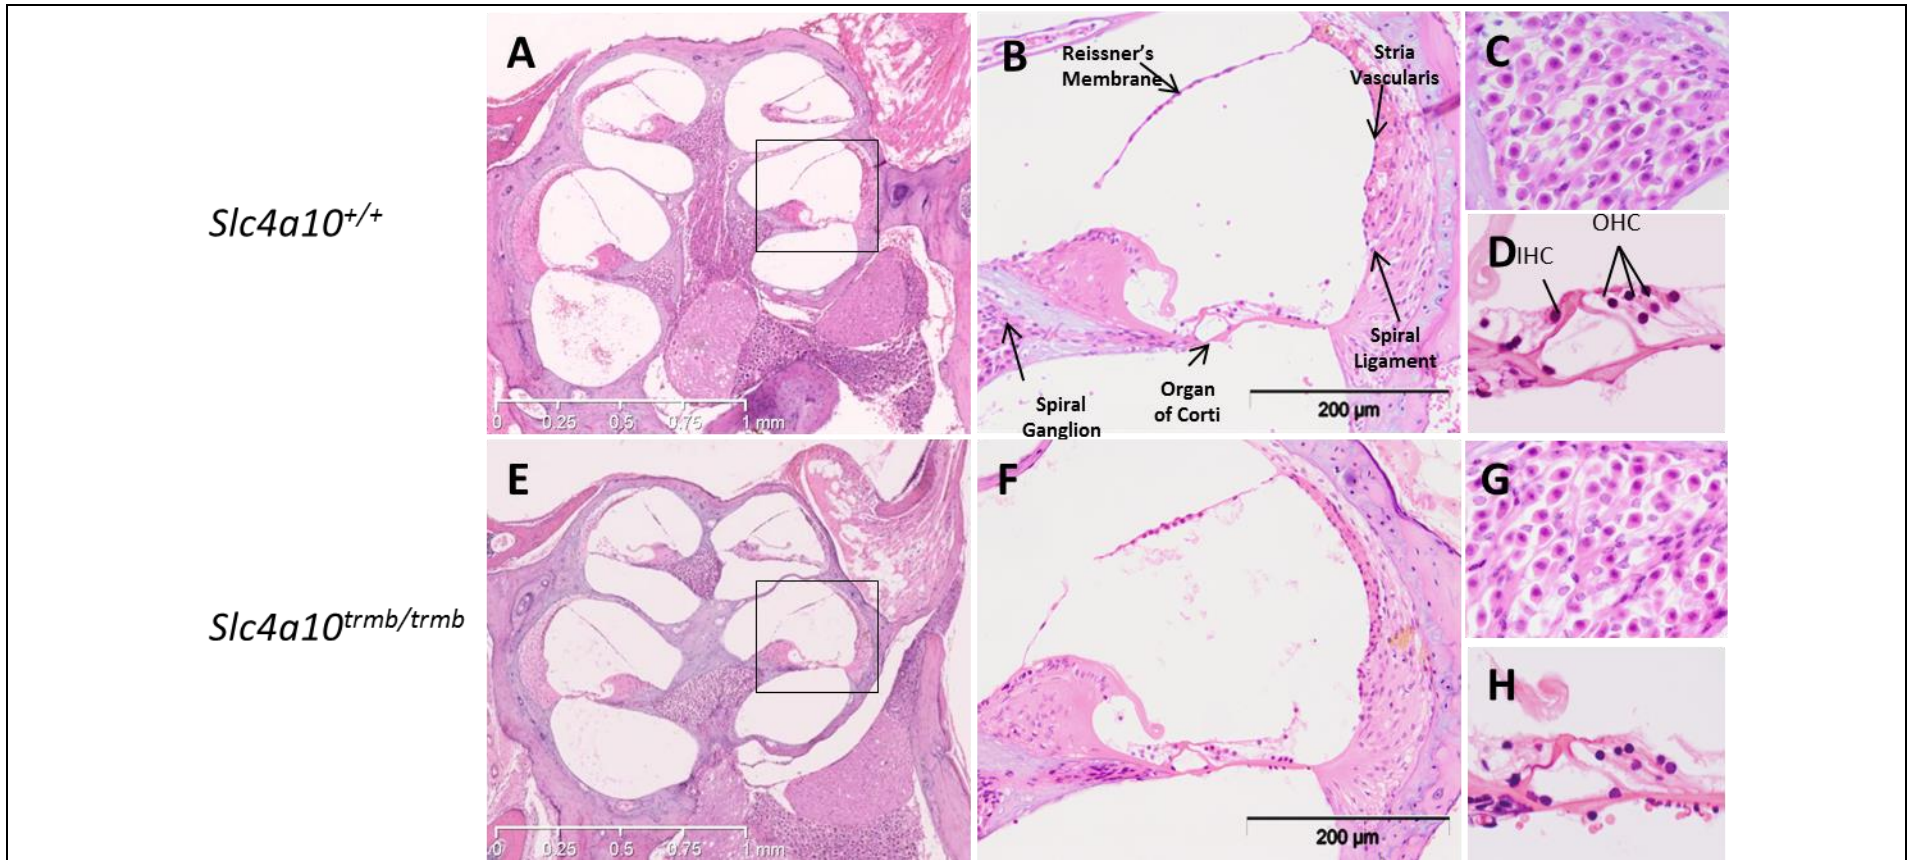 Slc4a10+/+
A
0 0.25 0.5 0.75 1 mm
B
Reissner's
Membrane
Stria
Vascularis
Spiral
Ligament
Organ
of Corti
Spiral
Ganglion
200 µm
C
D
IHC
OHC
Slc4a10trmb/trmb
E
0 0.25 0.5 0.75 1 mm
F
200 µm
G
H